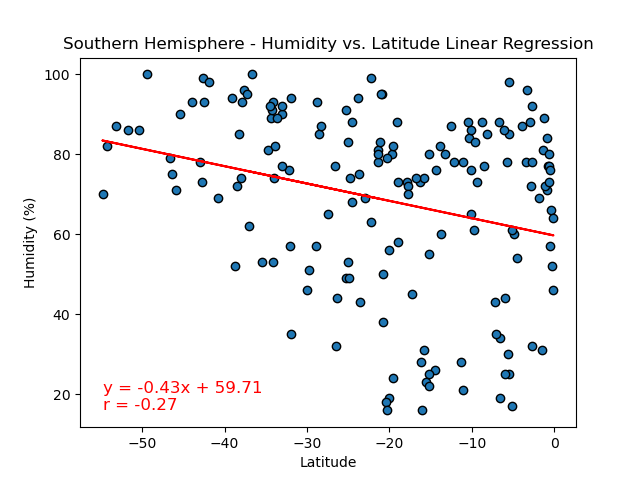 Southern Hemisphere - Humidity vs. Latitude Linear Regression
100
80
60
40
20
Humidity (%)
y = -0.43x + 59.71
r = -0.27
−50
−40
−30
−20
−10
0
Latitude